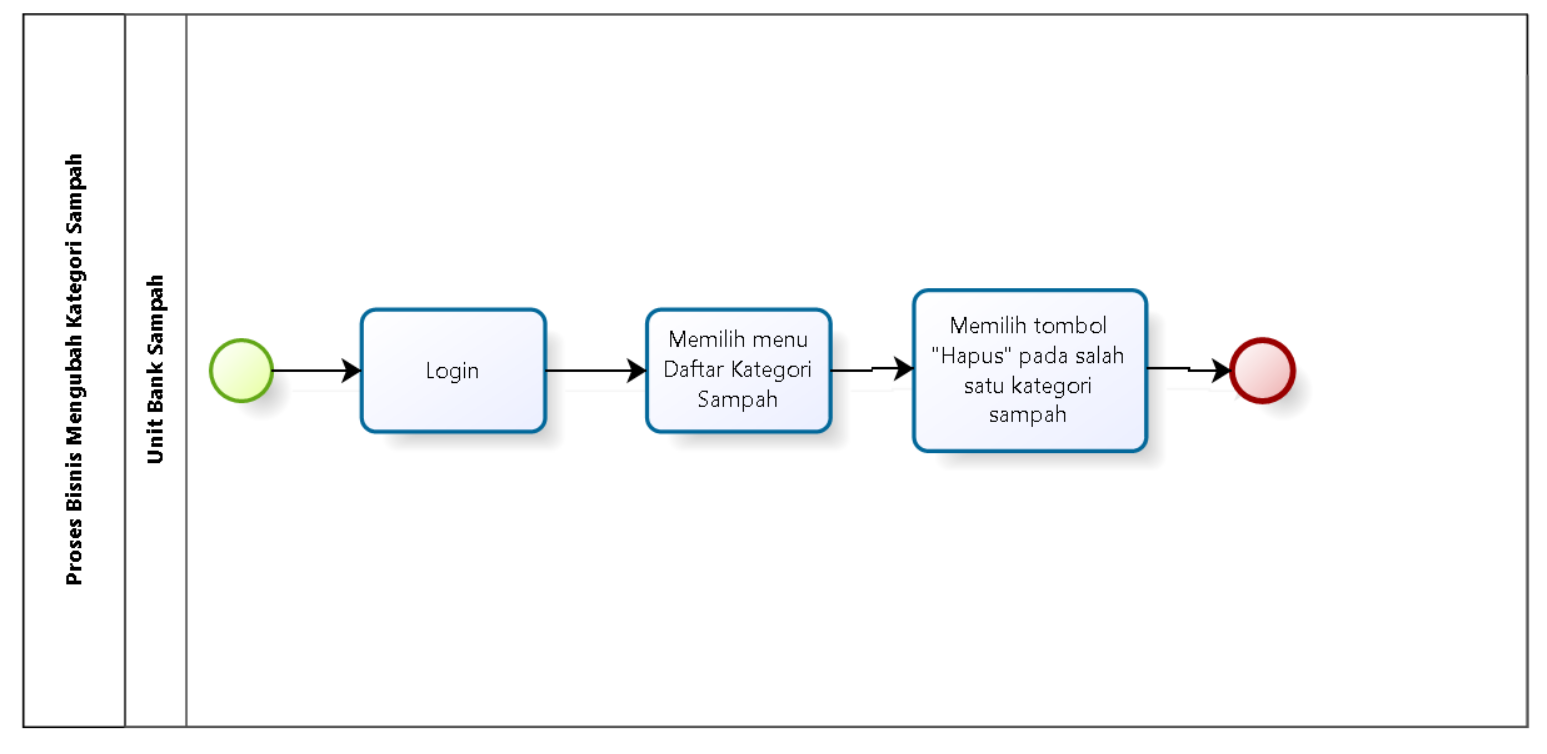 Proses Bisnis Mengubah Kategori Sampah
Unit Bank Sampah
Login
Memilih menu
Daftar Kategori
Sampah
Memilih tombol
"Hapus" pada salah
satu kategori
sampah